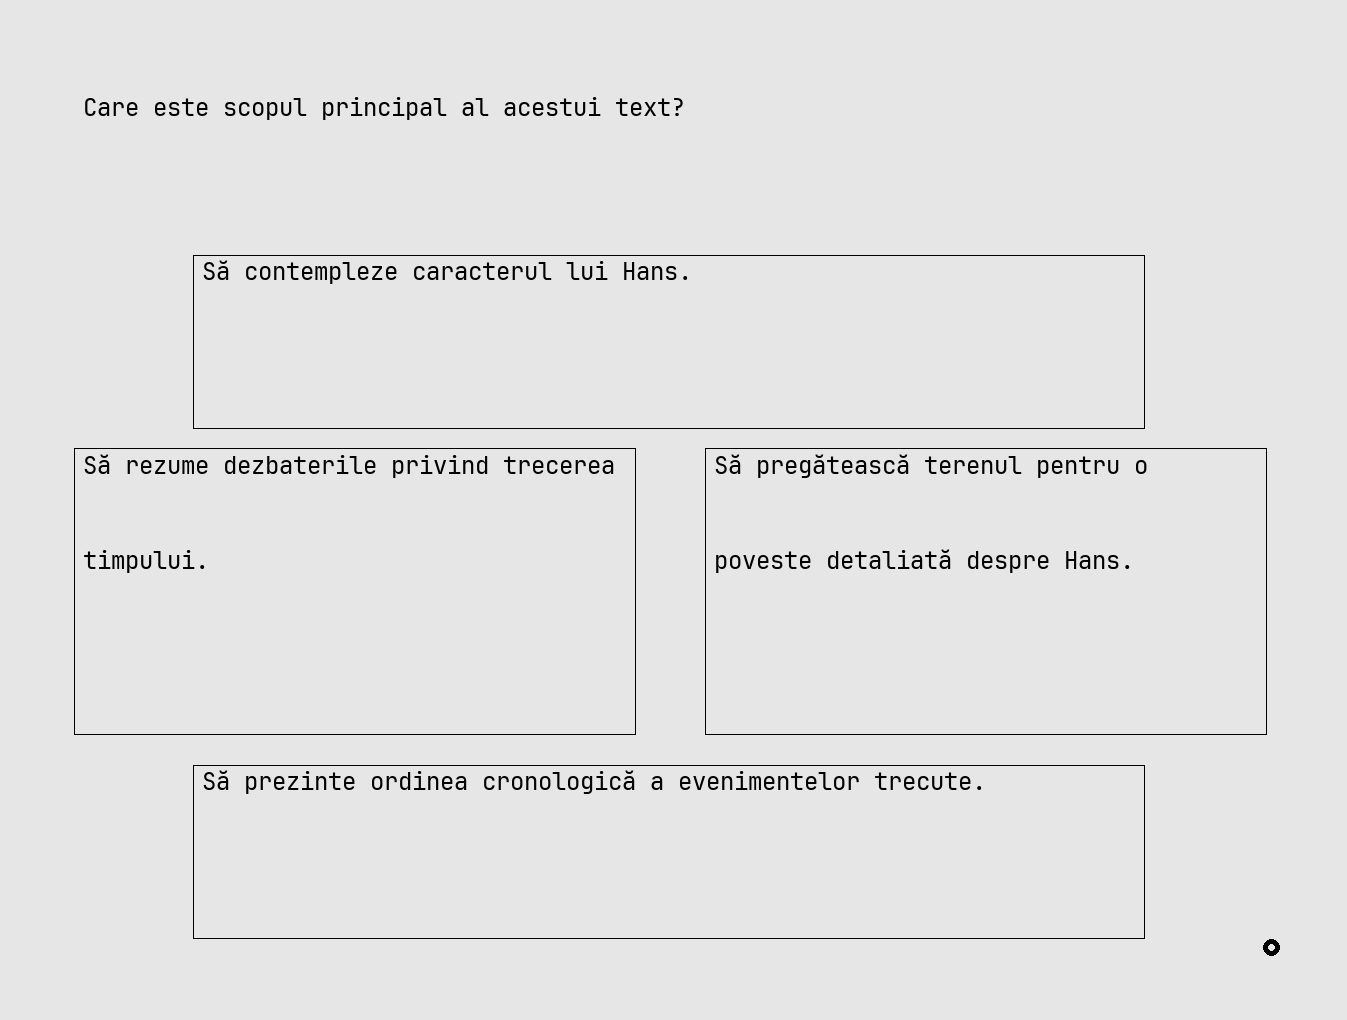 Care este scopul principal al acestui text?
Să contempleze caracterul lui Hans.
Să rezume dezbaterile privind trecerea
timpului.
Să pregătească terenul pentru o
poveste detaliată despre Hans.
Să prezinte ordinea cronologică a evenimentelor trecute.